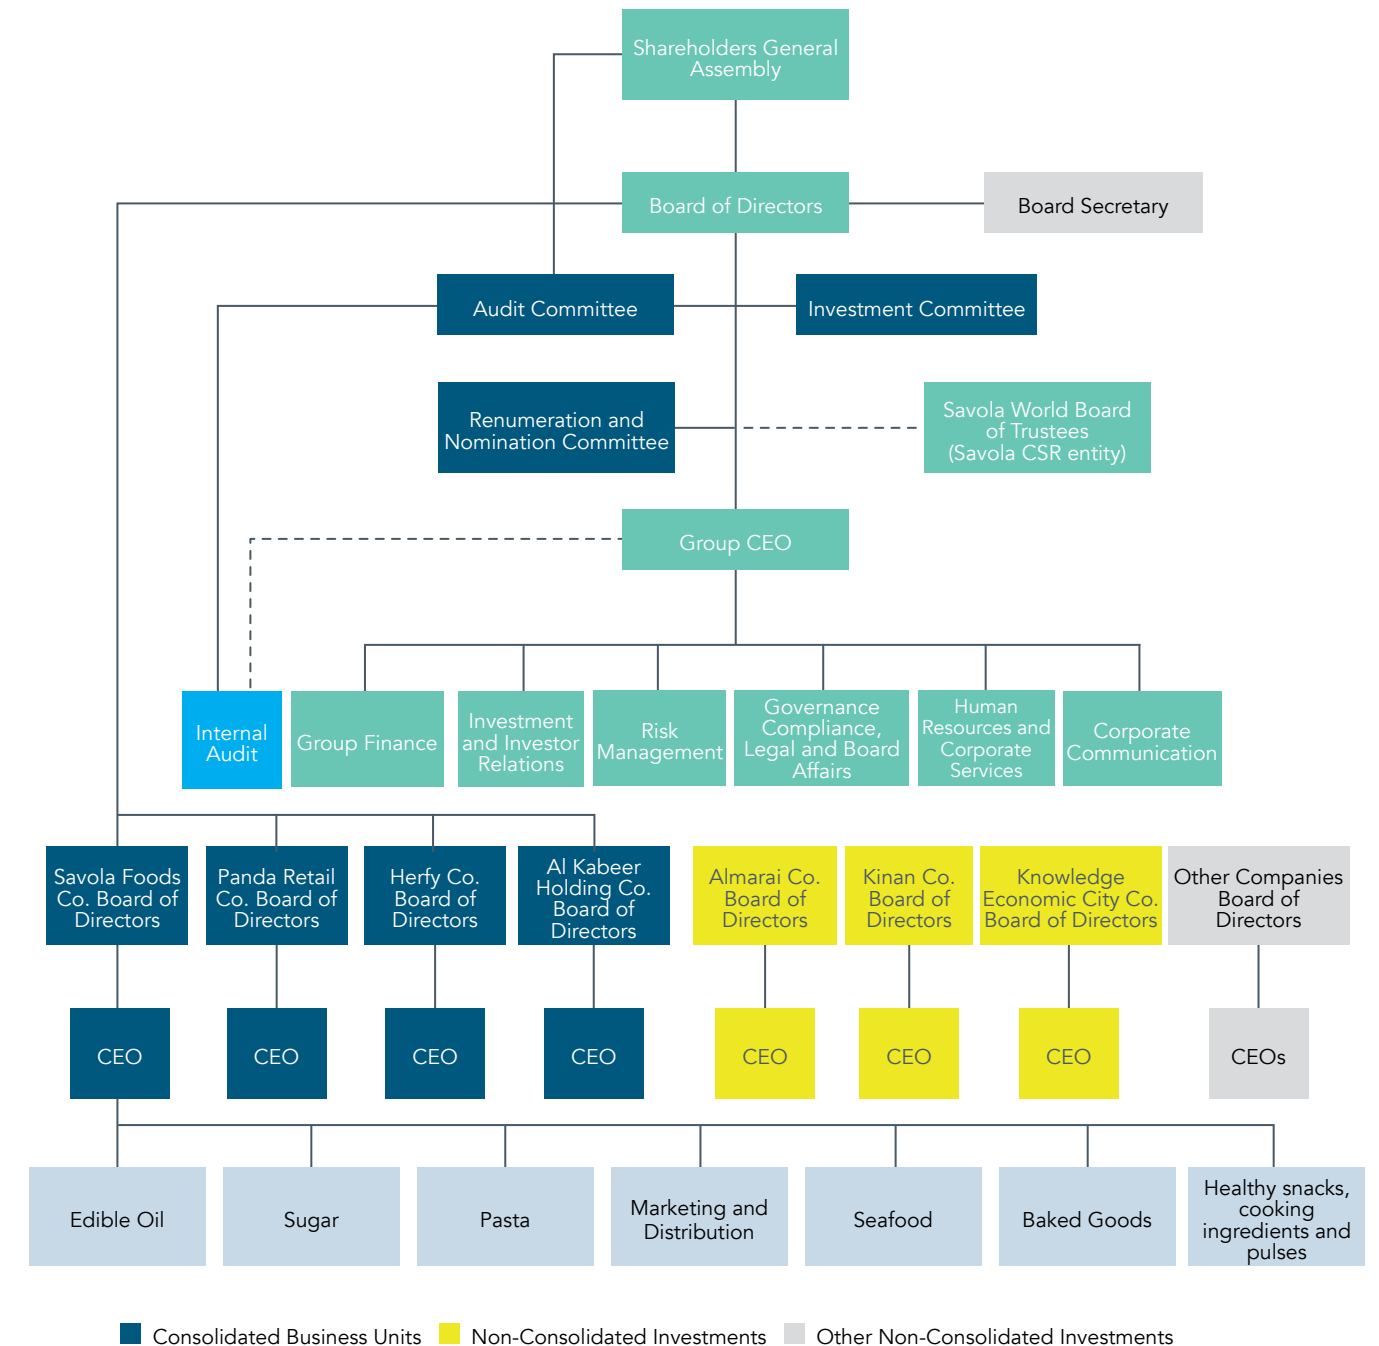 Shareholders General
Assembly
Board of Directors
Board Secretary
Audit Committee
Investment Committee
Renumeration and
Nomination Committee
Savola World Board
of Trustees
(Savola CSR entity)
Group CEO
Internal
Audit
Group Finance
Investment
and Investor
Relations
Risk
Management
Governance
Compliance,
Legal and Board
Affairs
Human
Resources and
Corporate
Services
Corporate
Communication
Savola Foods
Co. Board of
Directors
Panda Retail
Co. Board of
Directors
Herfy Co.
Board of
Directors
Al Kabeer
Holding Co.
Board of
Directors
Almarai Co.
Board of
Directors
Kinan Co.
Board of
Directors
Knowledge
Economic City Co.
Board of Directors
Other Companies
Board of
Directors
CEO
CEO
CEO
CEO
CEO
CEO
CEO
CEOs
Edible Oil
Sugar
Pasta
Marketing and
Distribution
Seafood
Baked Goods
Healthy snacks,
cooking
ingredients and
pulses
Consolidated Business Units
Non-Consolidated Investments
Other Non-Consolidated Investments